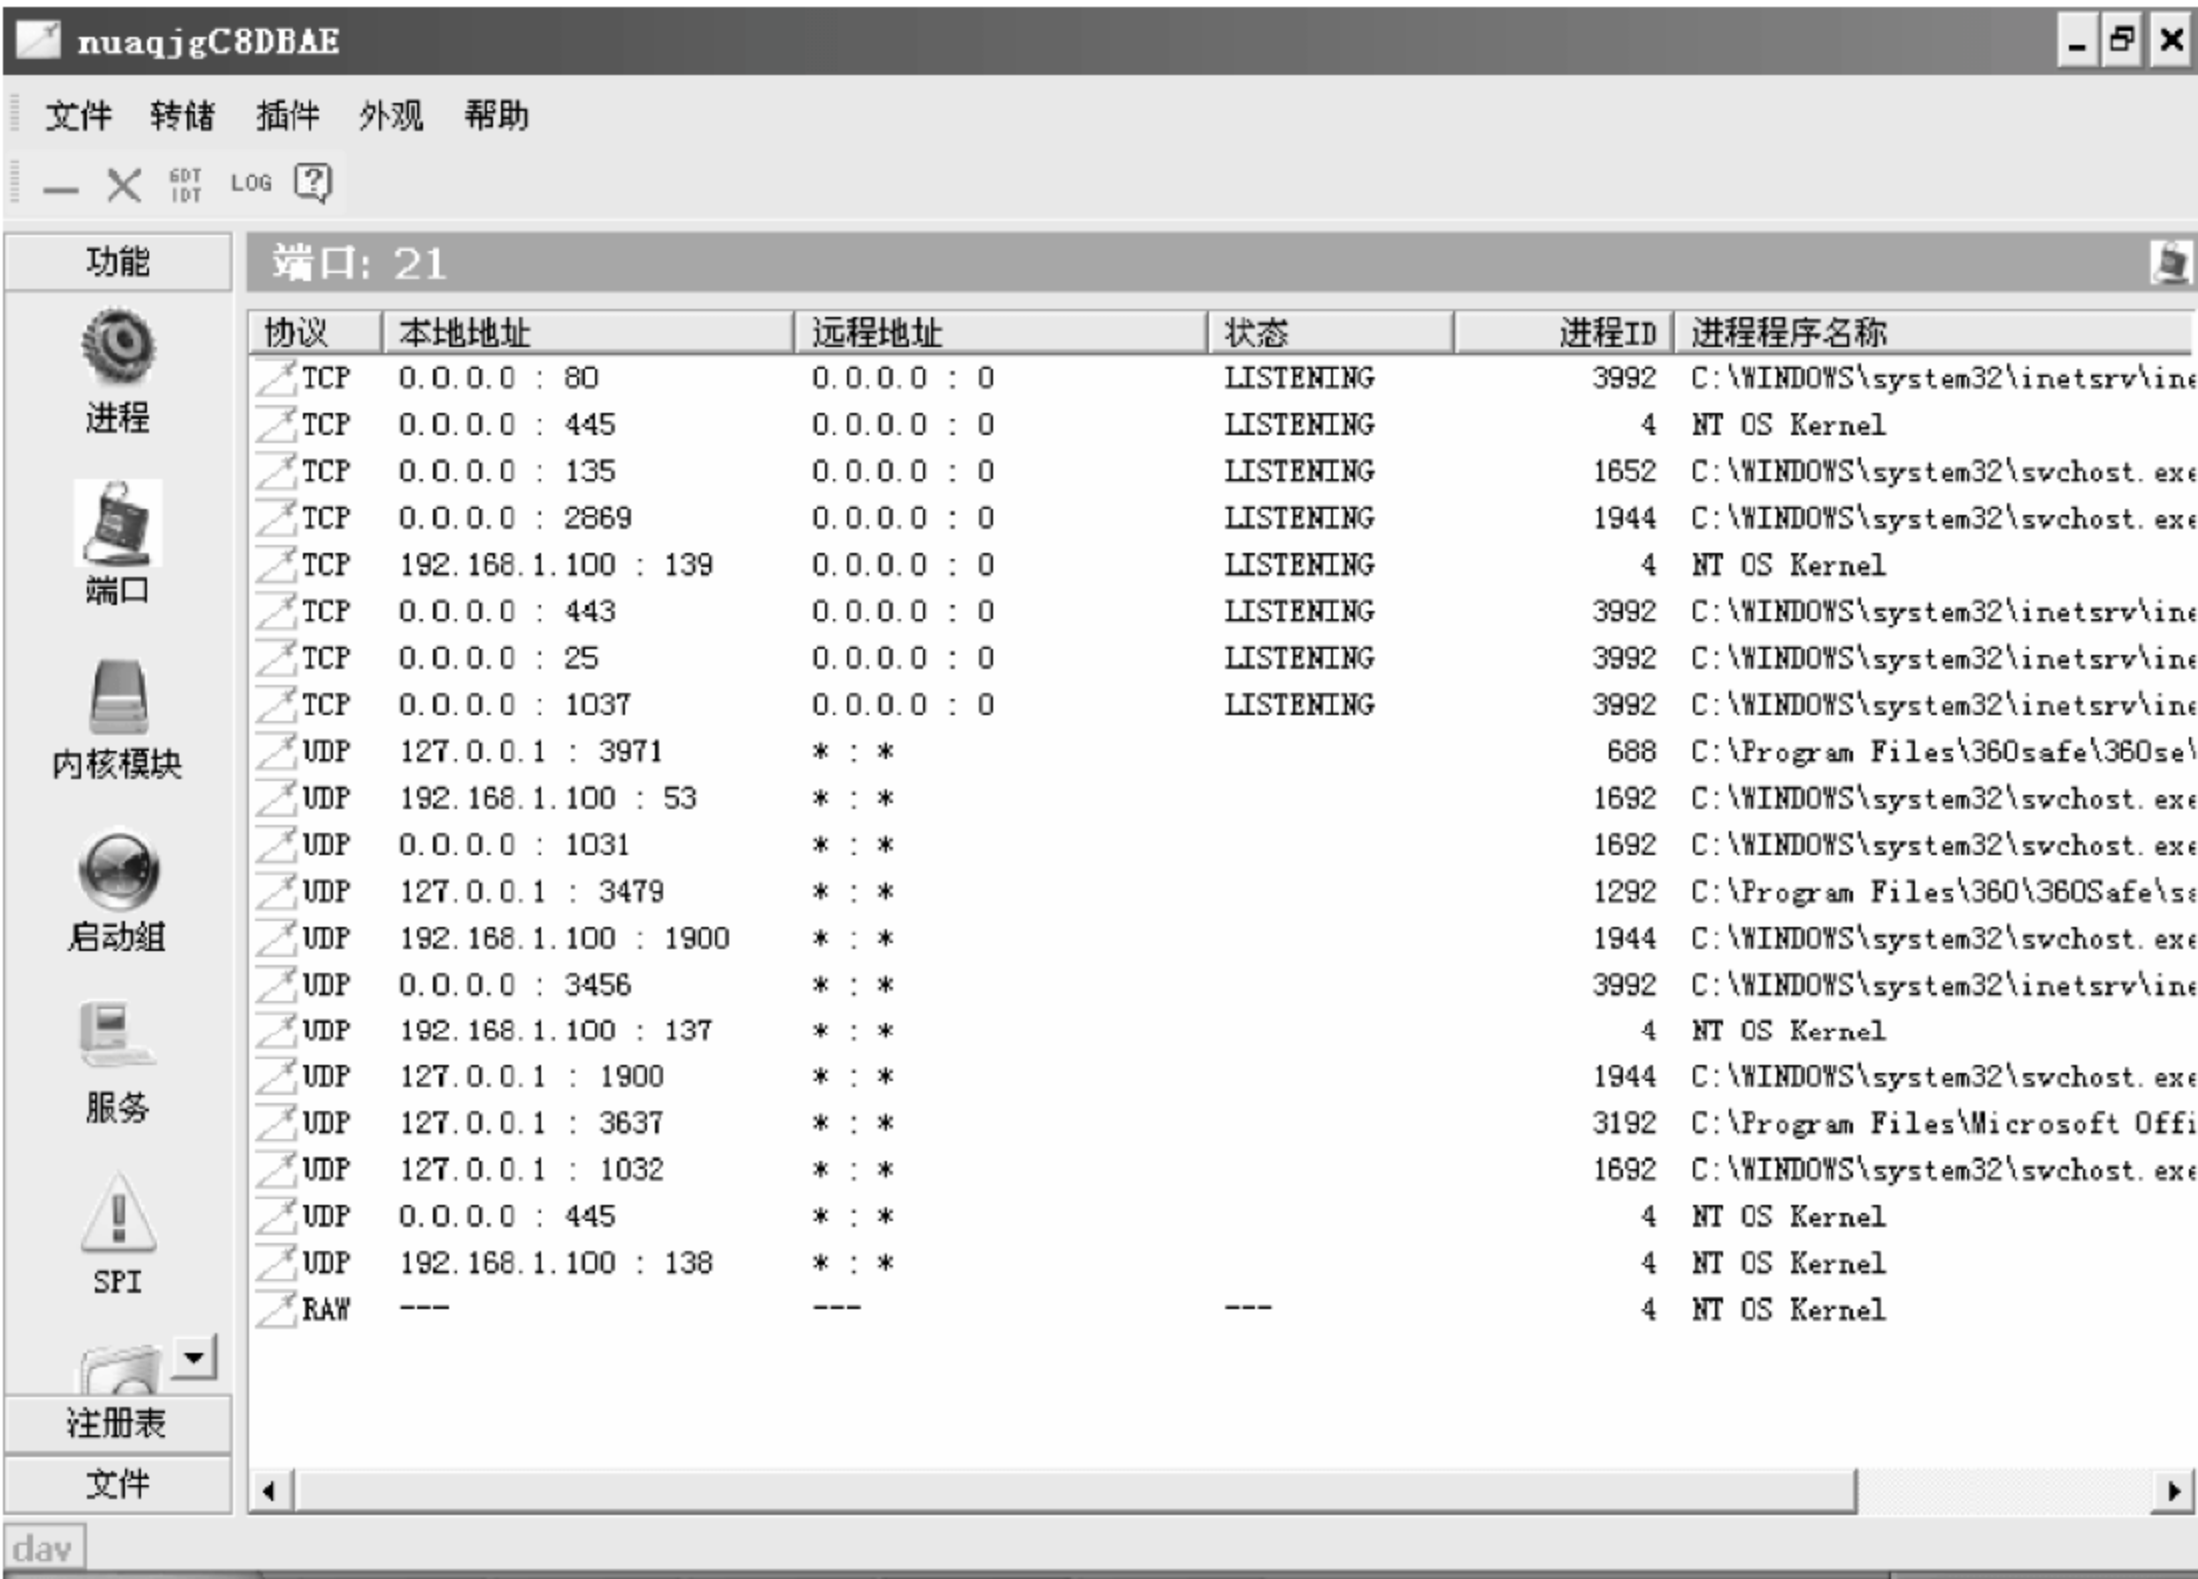 nuaqjgC8DBAE
文件 转储 插件 外观 帮助
GDT IDT LOG
功能
端口: 21
进程
端口
内核模块
启动组
服务
SPI
注册表
文件
协议 本地地址 远程地址 状态 进程ID 进程程序名称
TCP 0.0.0.0 : 80 0.0.0.0 : 0 LISTENING 3992 C:\WINDOWS\system32\inetsrv\ine
TCP 0.0.0.0 : 445 0.0.0.0 : 0 LISTENING 4 NT OS Kernel
TCP 0.0.0.0 : 135 0.0.0.0 : 0 LISTENING 1652 C:\WINDOWS\system32\svchost.exe
TCP 0.0.0.0 : 2869 0.0.0.0 : 0 LISTENING 1944 C:\WINDOWS\system32\svchost.exe
TCP 192.168.1.100 : 139 0.0.0.0 : 0 LISTENING 4 NT OS Kernel
TCP 0.0.0.0 : 443 0.0.0.0 : 0 LISTENING 3992 C:\WINDOWS\system32\inetsrv\ine
TCP 0.0.0.0 : 25 0.0.0.0 : 0 LISTENING 3992 C:\WINDOWS\system32\inetsrv\ine
TCP 0.0.0.0 : 1037 0.0.0.0 : 0 LISTENING 3992 C:\WINDOWS\system32\inetsrv\ine
UDP 127.0.0.1 : 3971 * : * 688 C:\Program Files\360safe\360se\
UDP 192.168.1.100 : 53 * : * 1692 C:\WINDOWS\system32\svchost.exe
UDP 0.0.0.0 : 1031 * : * 1692 C:\WINDOWS\system32\svchost.exe
UDP 127.0.0.1 : 3479 * : * 1292 C:\Program Files\360\360Safe\sa
UDP 192.168.1.100 : 1900 * : * 1944 C:\WINDOWS\system32\svchost.exe
UDP 0.0.0.0 : 3456 * : * 3992 C:\WINDOWS\system32\inetsrv\ine
UDP 192.168.1.100 : 137 * : * 4 NT OS Kernel
UDP 127.0.0.1 : 1900 * : * 1944 C:\WINDOWS\system32\svchost.exe
UDP 127.0.0.1 : 3637 * : * 3192 C:\Program Files\Microsoft Offi
UDP 127.0.0.1 : 1032 * : * 1692 C:\WINDOWS\system32\svchost.exe
UDP 0.0.0.0 : 445 * : * 4 NT OS Kernel
UDP 192.168.1.100 : 138 * : * 4 NT OS Kernel
RAW --- --- --- 4 NT OS Kernel
dav